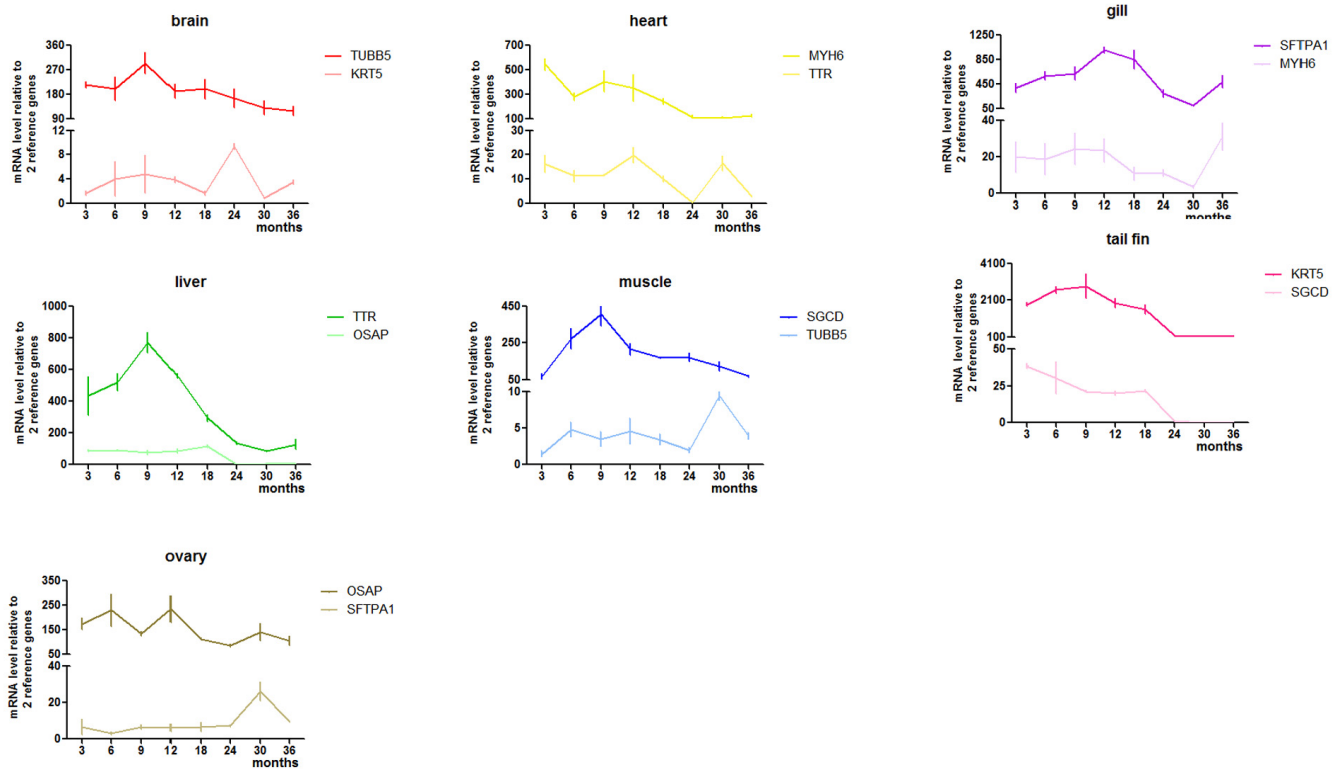 brain
mRNA level relative to
2 reference genes
360
270
180
90
12
8
4
0
3 6 9 12 18 24 30 36
months
TUBB5
KRT5
heart
700
500
300
100
30
20
10
0
3 6 9 12 18 24 30 36
months
mRNA level relative to
2 reference genes
MYH6
TTR
gill
1250
850
450
50
40
20
0
3 6 9 12 18 24 30 36
mRNA level relative to
2 reference genes
SFTPA1
MYH6
liver
1000
800
600
400
200
0
3 6 9 12 18 24 30 36
months
mRNA level relative to
2 reference genes
TTR
OSAP
muscle
450
250
50
10
5
0
3 6 9 12 18 24 30 36
months
mRNA level relative to
2 reference genes
SGCD
TUBB5
tail fin
4100
2100
100
50
25
0
3 6 9 12 18 24 30 36
months
mRNA level relative to
2 reference genes
KRT5
SGCD
ovary
350
250
150
50
40
20
0
3 6 9 12 18 24 30 36
months
mRNA level relative to
2 reference genes
OSAP
SFTPA1